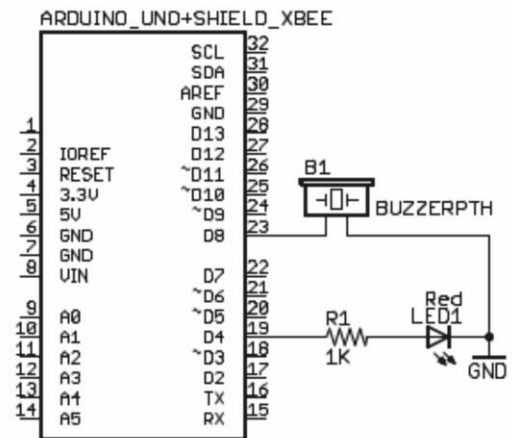 ARDUINO_UNO+SHIELD_XBEE
SCL 32
SDA 31
AREF 30
GND 29
1 D13 28
2 IOREF D12 27
3 RESET ~D11 26
4 3.3V ~D10 25
5 5V ~D9 24
6 GND D8 23
7 GND
8 VIN D7 22
~D6 21
9 A0 ~D5 20
10 A1 D4 19
11 A2 ~D3 18
12 A3 D2 17
13 A4 TX 16
14 A5 RX 15
B1
BUZZERPTH
R1
1K
Red
LED1
GND